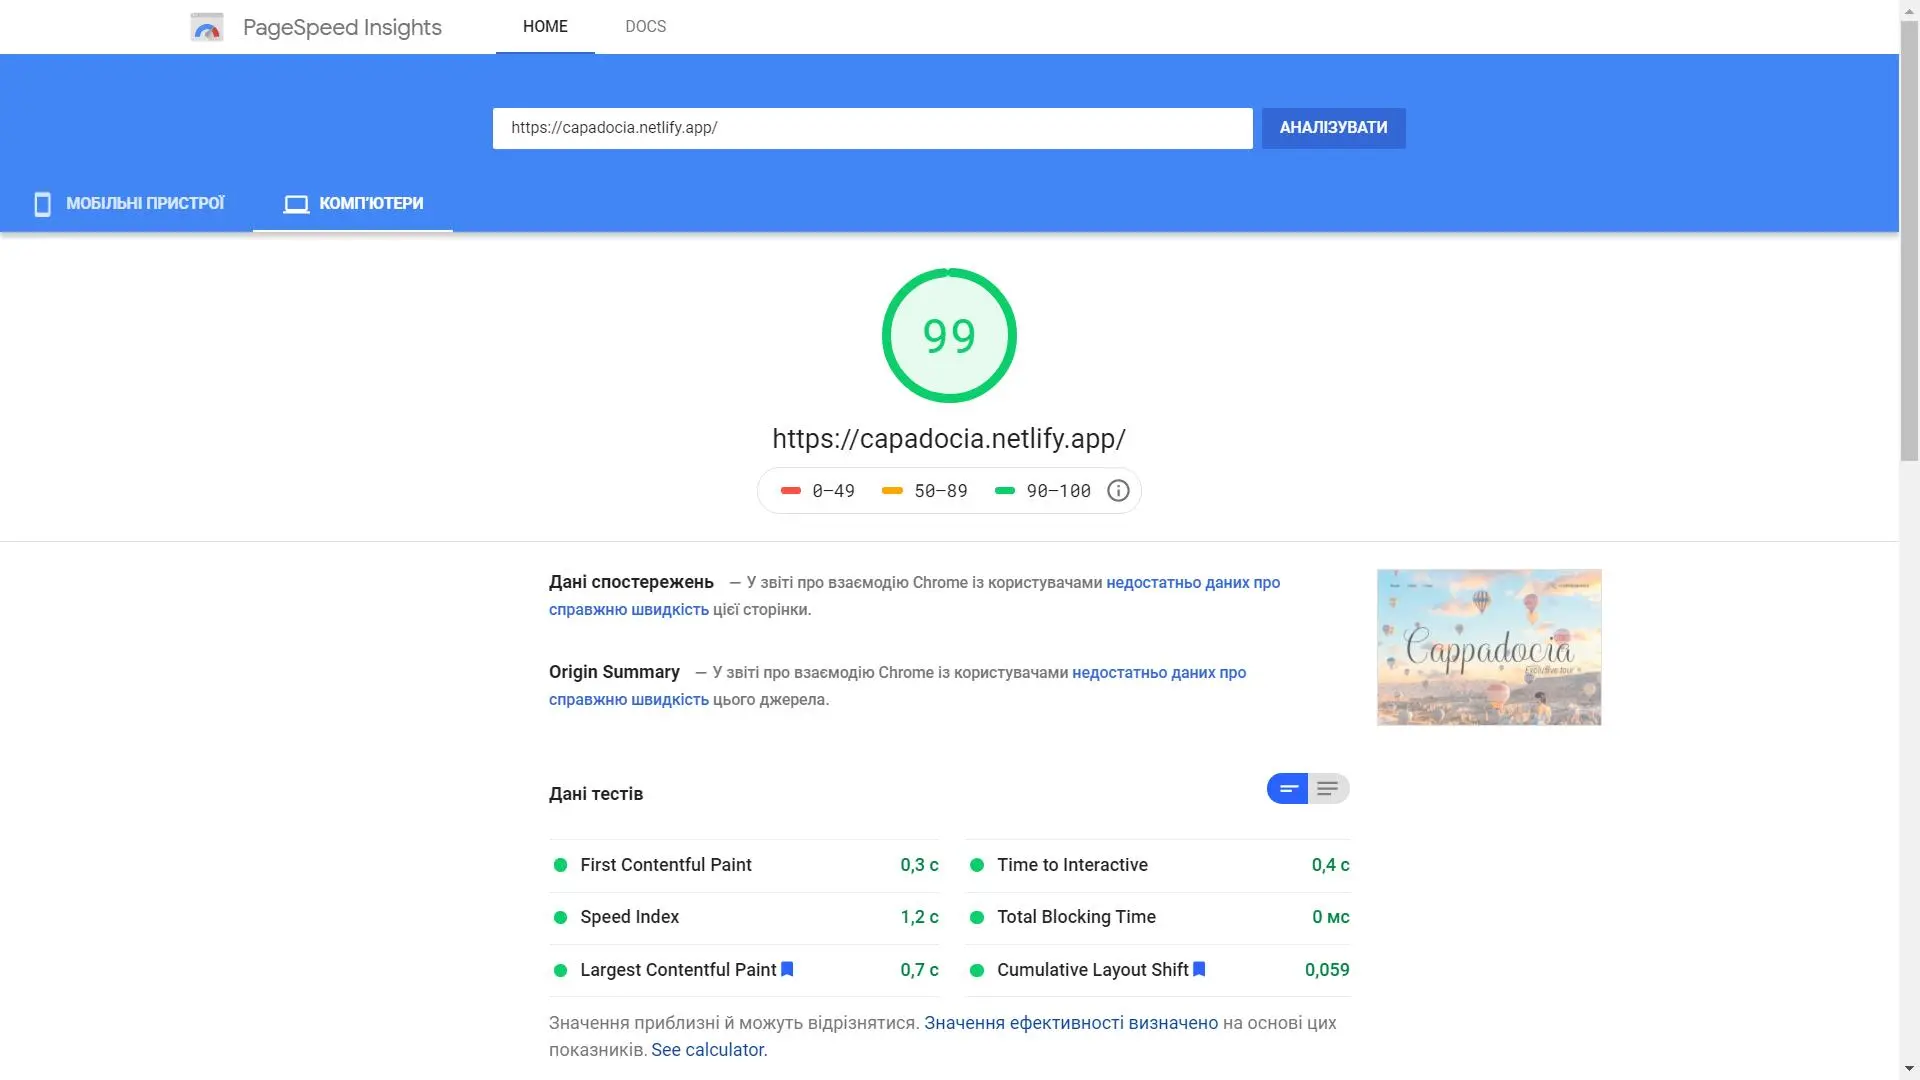 PageSpeed Insights
HOME
DOCS
https://capadocia.netlify.app/
АНАЛІЗУВАТИ
МОБІЛЬНІ ПРИСТРОЇ
КОМП'ЮТЕРИ
99
https://capadocia.netlify.app/
0–49
50–89
90–100
Дані спостережень — У звіті про взаємодію Chrome із користувачами недостатньо даних про
справжню швидкість цієї сторінки.
Cappadocia
Exclusive tour
Origin Summary — У звіті про взаємодію Chrome із користувачами недостатньо даних про
справжню швидкість цього джерела.
Дані тестів
First Contentful Paint 0,3 с
Time to Interactive 0,4 с
Speed Index 1,2 с
Total Blocking Time 0 мс
Largest Contentful Paint 0,7 с
Cumulative Layout Shift 0,059
Значення приблизні й можуть відрізнятися. Значення ефективності визначено на основі цих
показників. See calculator.